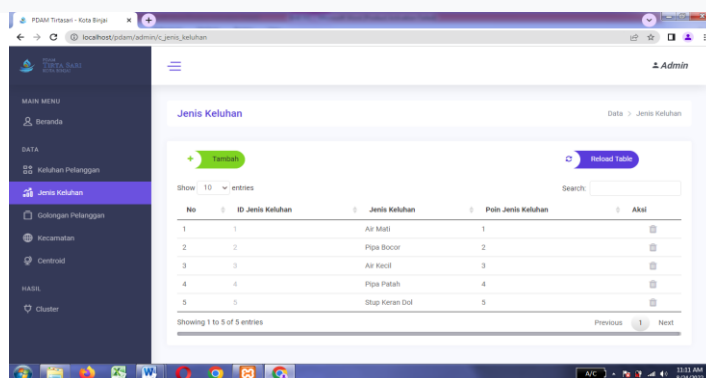 PDAM Tirtasari - Kota Binjai
localhost/pdam/admin/c_jenis_keluhan
TIRTA SARI
KOTA BINJAI
Admin
MAIN MENU
Beranda
DATA
Keluhan Pelanggan
Jenis Keluhan
Golongan Pelanggan
Kecamatan
Centroid
HASIL
Cluster
Jenis Keluhan
Data > Jenis Keluhan
Tambah
Reload Table
Show 10 entries
Search:
No ID Jenis Keluhan Jenis Keluhan Poin Jenis Keluhan Aksi
1 1 Air Mati 1
2 2 Pipa Bocor 2
3 3 Air Kecil 3
4 4 Pipa Patah 4
5 5 Stup Keran Dol 5
Showing 1 to 5 of 5 entries
Previous 1 Next
A/C
11:11 AM